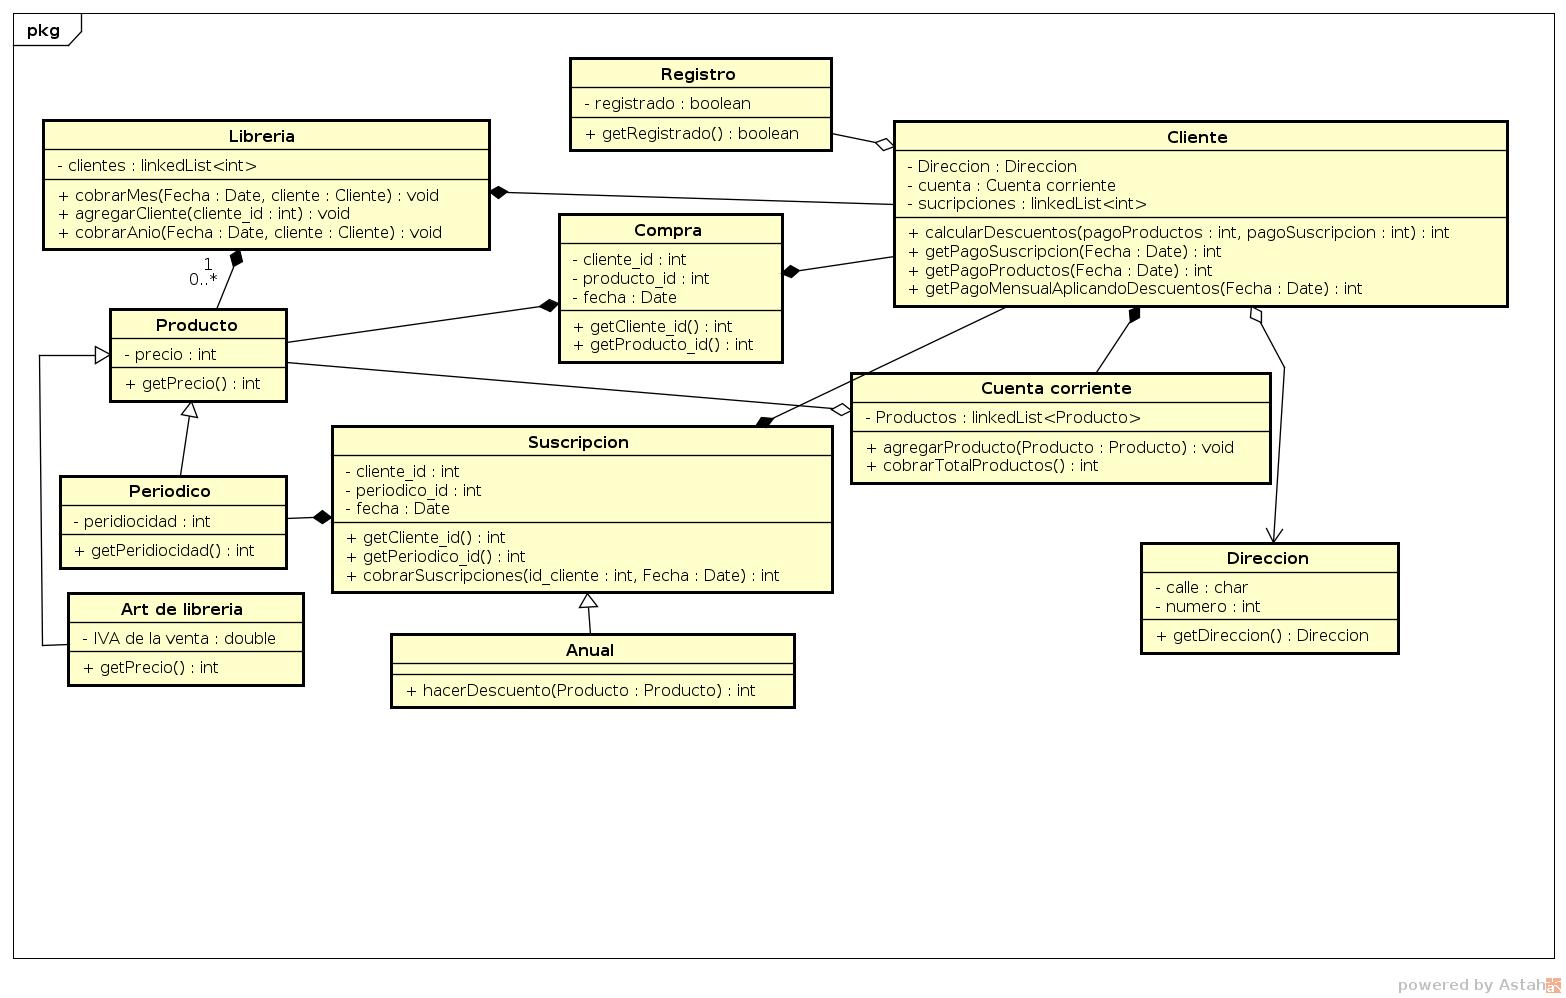 pkg
Registro
- registrado : boolean
+ getRegistrado() : boolean
Libreria
- clientes : linkedList<int>
+ cobrarMes(Fecha : Date, cliente : Cliente) : void
+ agregarCliente(cliente_id : int) : void
+ cobrarAnio(Fecha : Date, cliente : Cliente) : void
Cliente
- Direccion : Direccion
- cuenta : Cuenta corriente
- sucripciones : linkedList<int>
+ calcularDescuentos(pagoProductos : int, pagoSuscripcion : int) : int
+ getPagoSuscripcion(Fecha : Date) : int
+ getPagoProductos(Fecha : Date) : int
+ getPagoMensualAplicandoDescuentos(Fecha : Date) : int
Compra
- cliente_id : int
- producto_id : int
- fecha : Date
+ getCliente_id() : int
+ getProducto_id() : int
1
0..*
Producto
- precio : int
+ getPrecio() : int
Cuenta corriente
- Productos : linkedList<Producto>
+ agregarProducto(Producto : Producto) : void
+ cobrarTotalProductos() : int
Suscripcion
- cliente_id : int
- periodico_id : int
- fecha : Date
+ getCliente_id() : int
+ getPeriodico_id() : int
+ cobrarSuscripciones(id_cliente : int, Fecha : Date) : int
Periodico
- peridiocidad : int
+ getPeridiocidad() : int
Direccion
- calle : char
- numero : int
+ getDireccion() : Direccion
Art de libreria
- IVA de la venta : double
+ getPrecio() : int
Anual
+ hacerDescuento(Producto : Producto) : int
powered by Astah